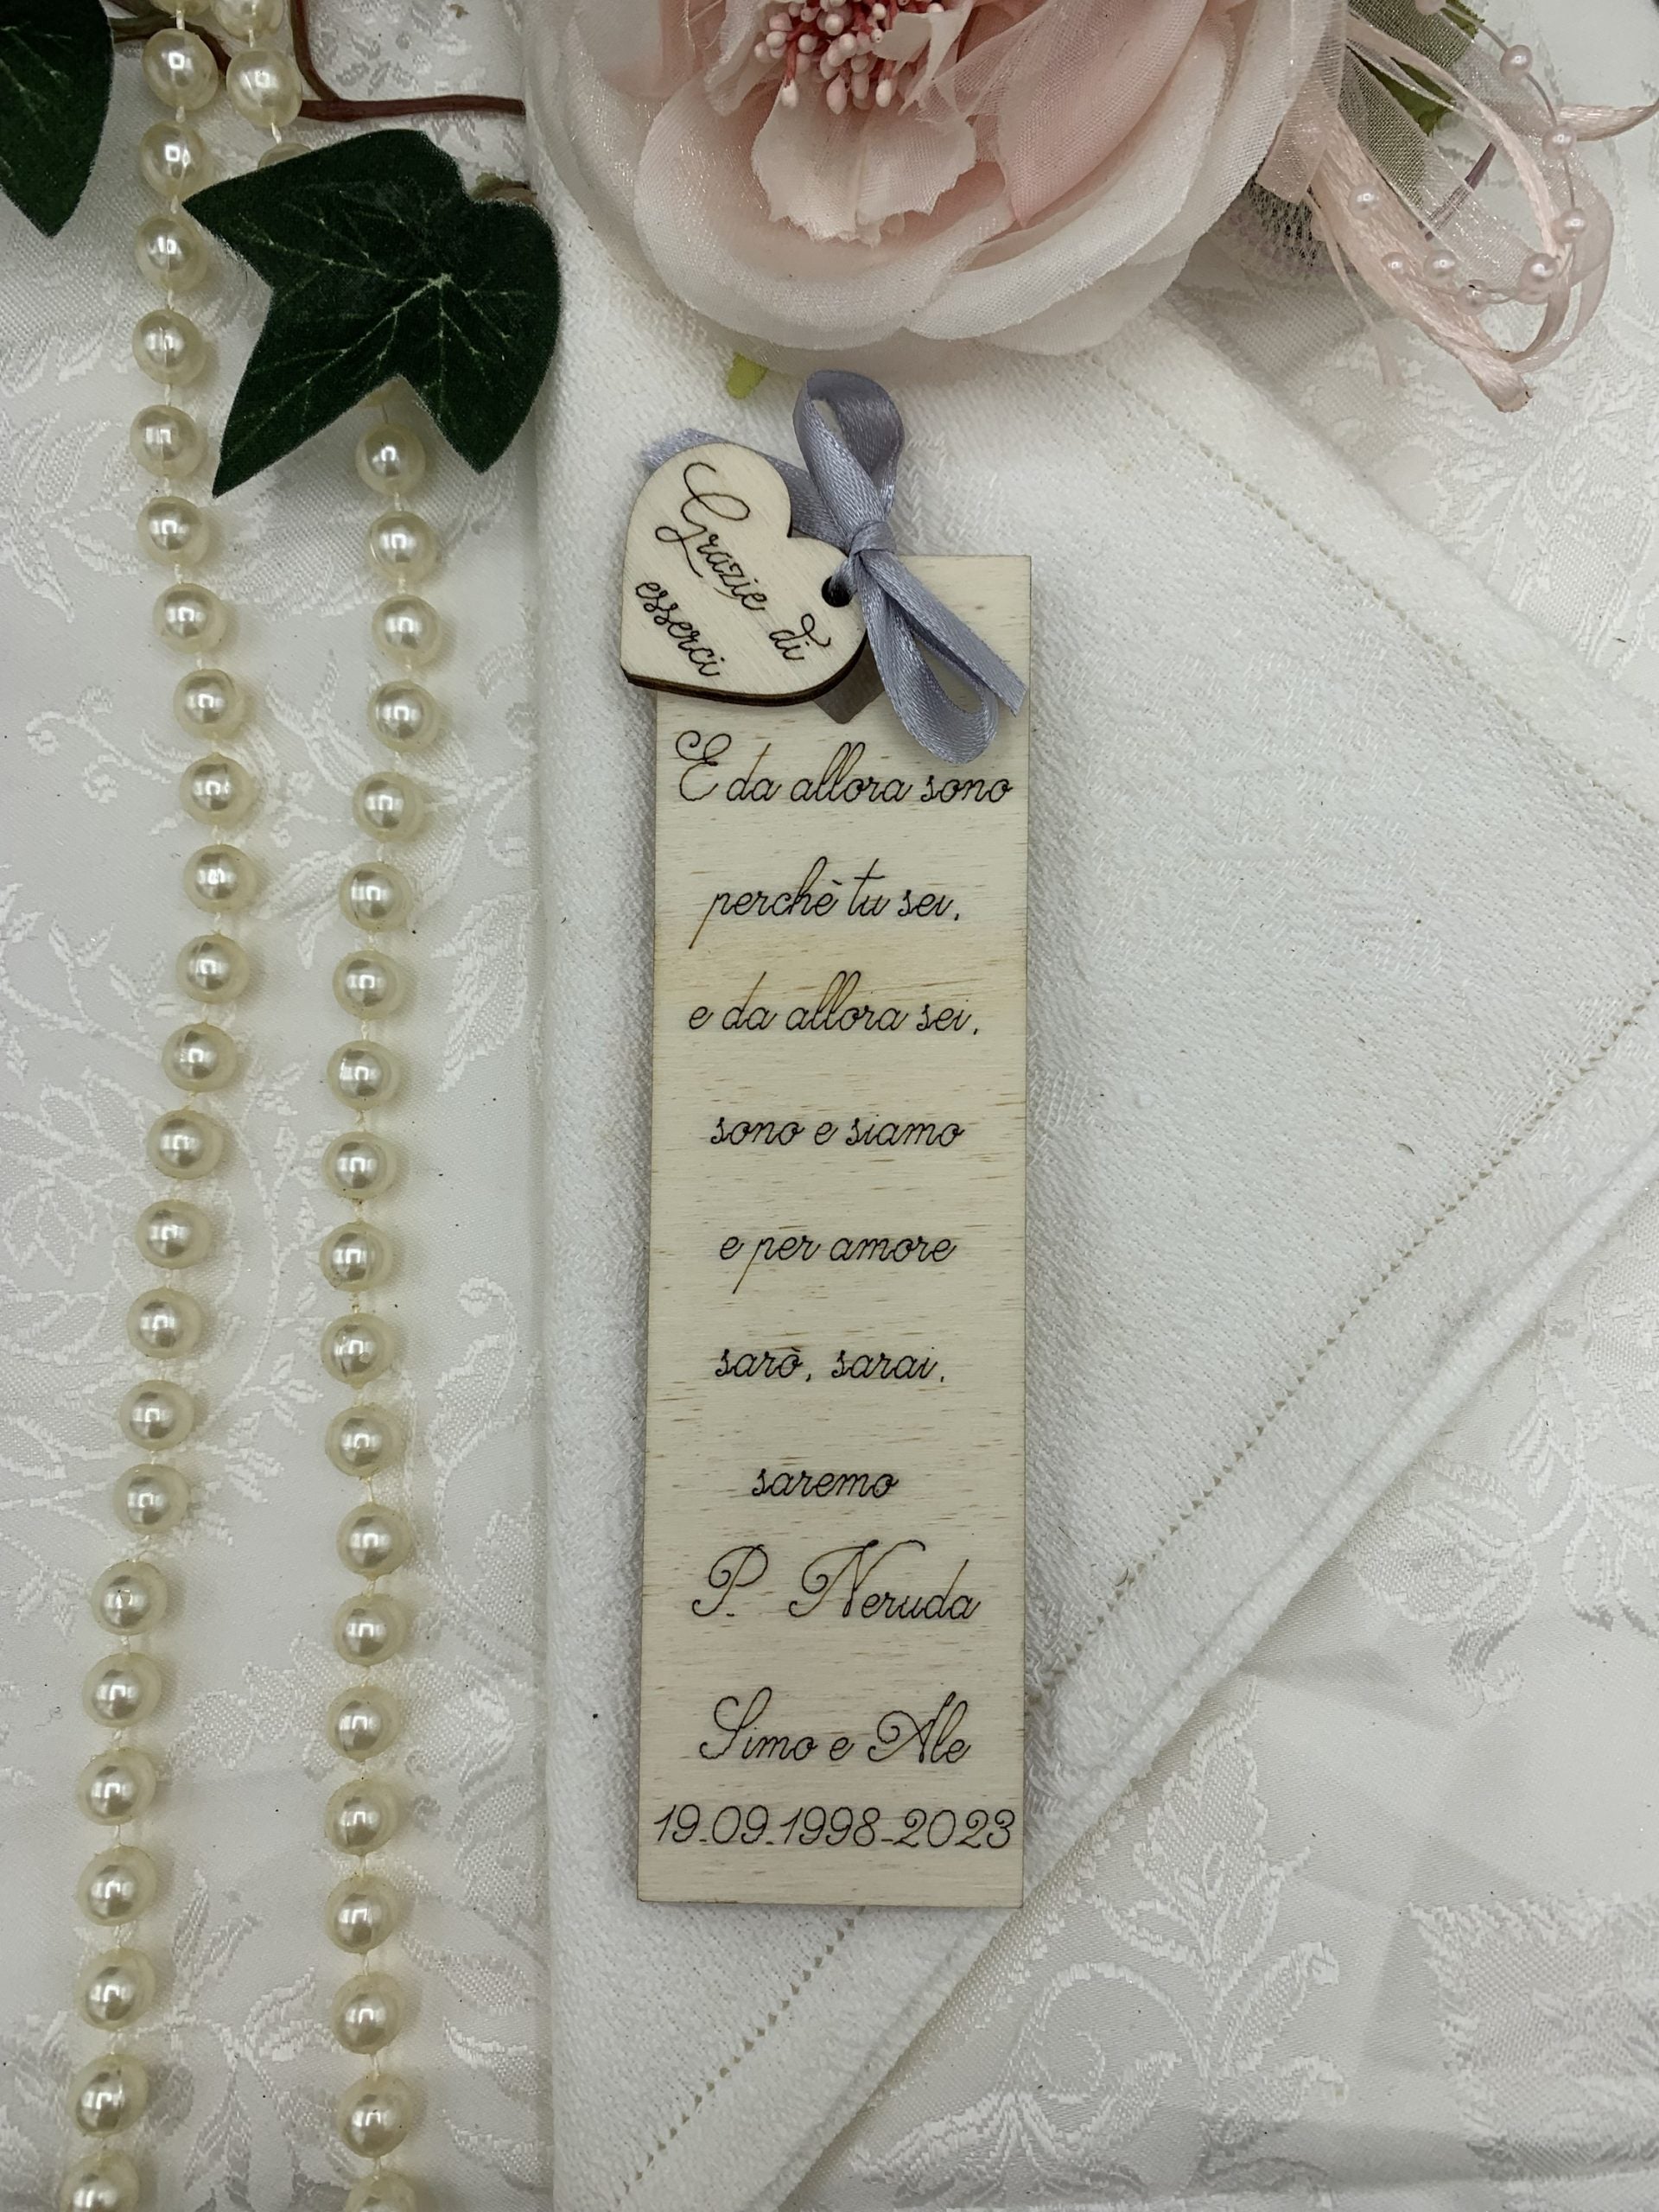 Grazie di
esserci
E da allora sono
perchè tu sei,
e da allora sei,
sono e siamo
e per amore
sarò, sarai,
saremo
P. Neruda
Simo e Ale
19.09.1998-2023